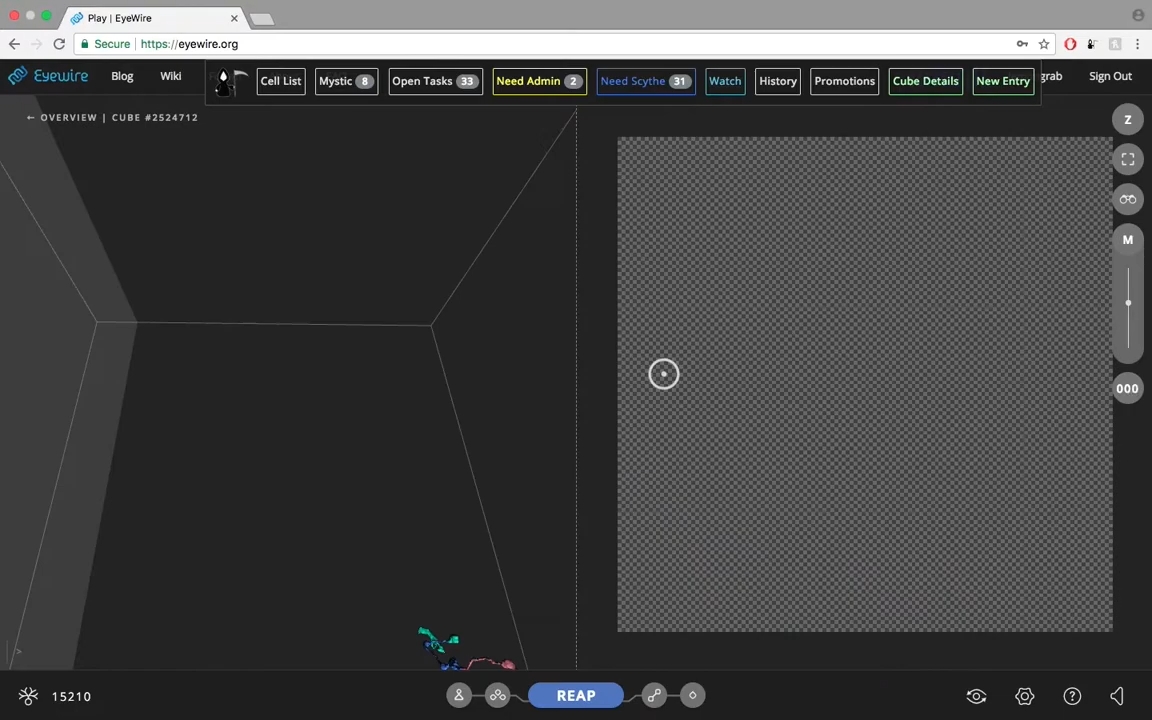 Play | EyeWire
Secure https://eyewire.org
Eyewire Blog Wiki Cell List Mystic 8 Open Tasks 33 Need Admin 2 Need Scythe 31 Watch History Promotions Cube Details New Entry grab Sign Out
← OVERVIEW | CUBE #2524712
Z
M
000
>
15210 REAP